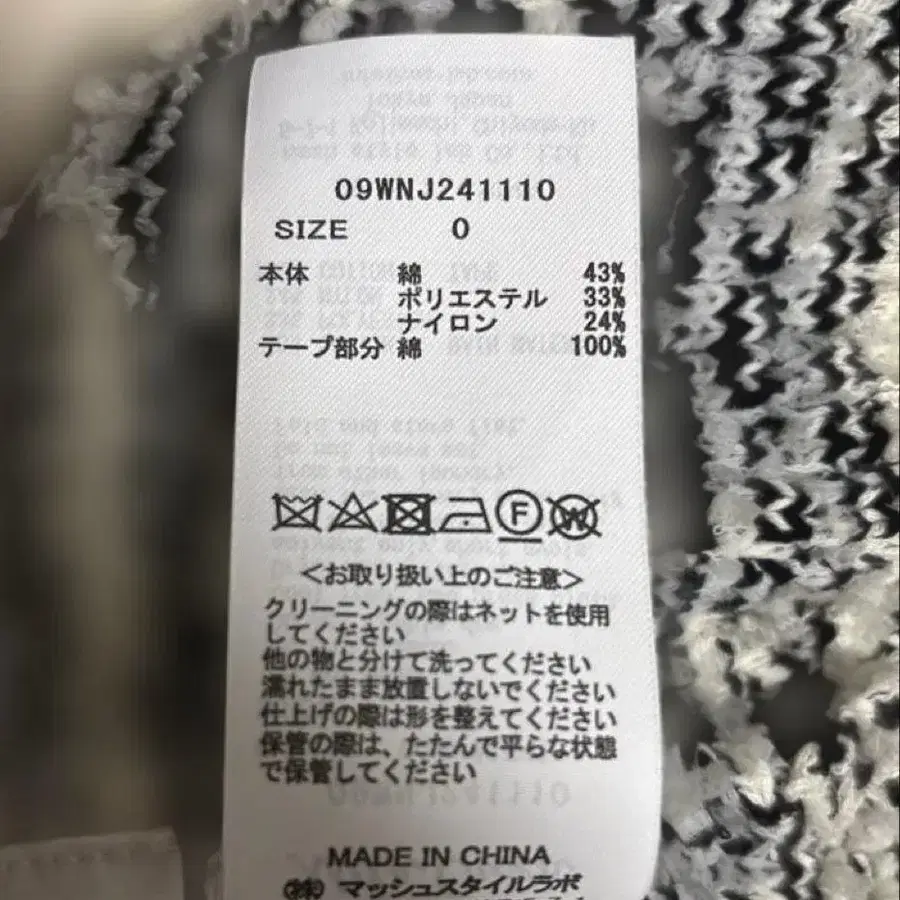 09WNJ241110
SIZE 0
本体 綿 43%
ポリエステル 33%
ナイロン 24%
テープ部分 綿 100%
F W
<お取り扱い上のご注意>
クリーニングの際はネットを使用
してください
他の物と分けて洗ってください
濡れたまま放置しないでください
仕上げの際は形を整えてください
保管の際は、たたんで平らな状態
で保管してください
MADE IN CHINA
㈱ マッシュスタイルラボ